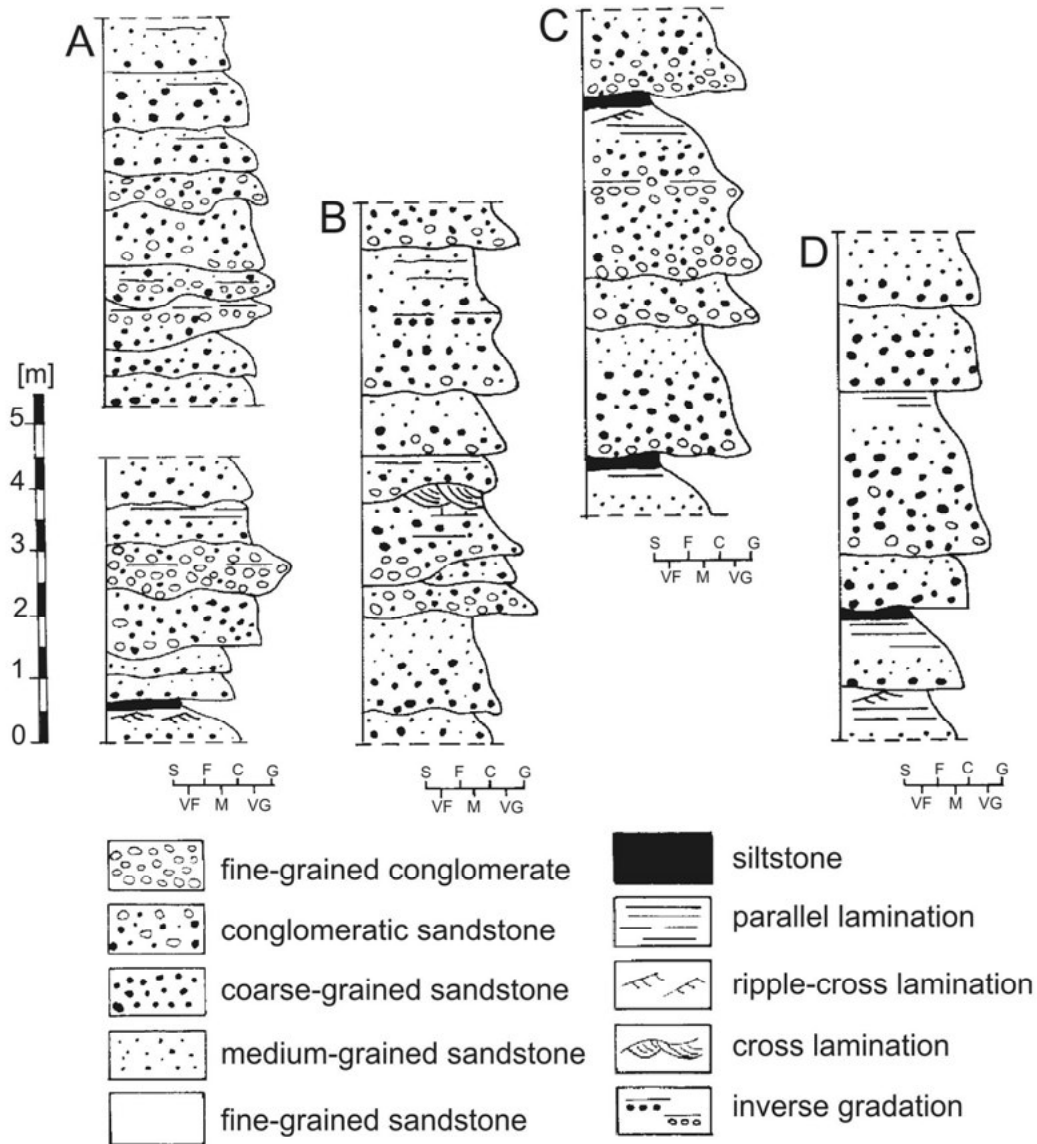 A
C
B
D
[m]
5
4
3
2
1
0
S F C G
VF M VG
S F C G
VF M VG
S F C G
VF M VG
S F C G
VF M VG
fine-grained conglomerate
conglomeratic sandstone
coarse-grained sandstone
medium-grained sandstone
fine-grained sandstone
siltstone
parallel lamination
ripple-cross lamination
cross lamination
inverse gradation